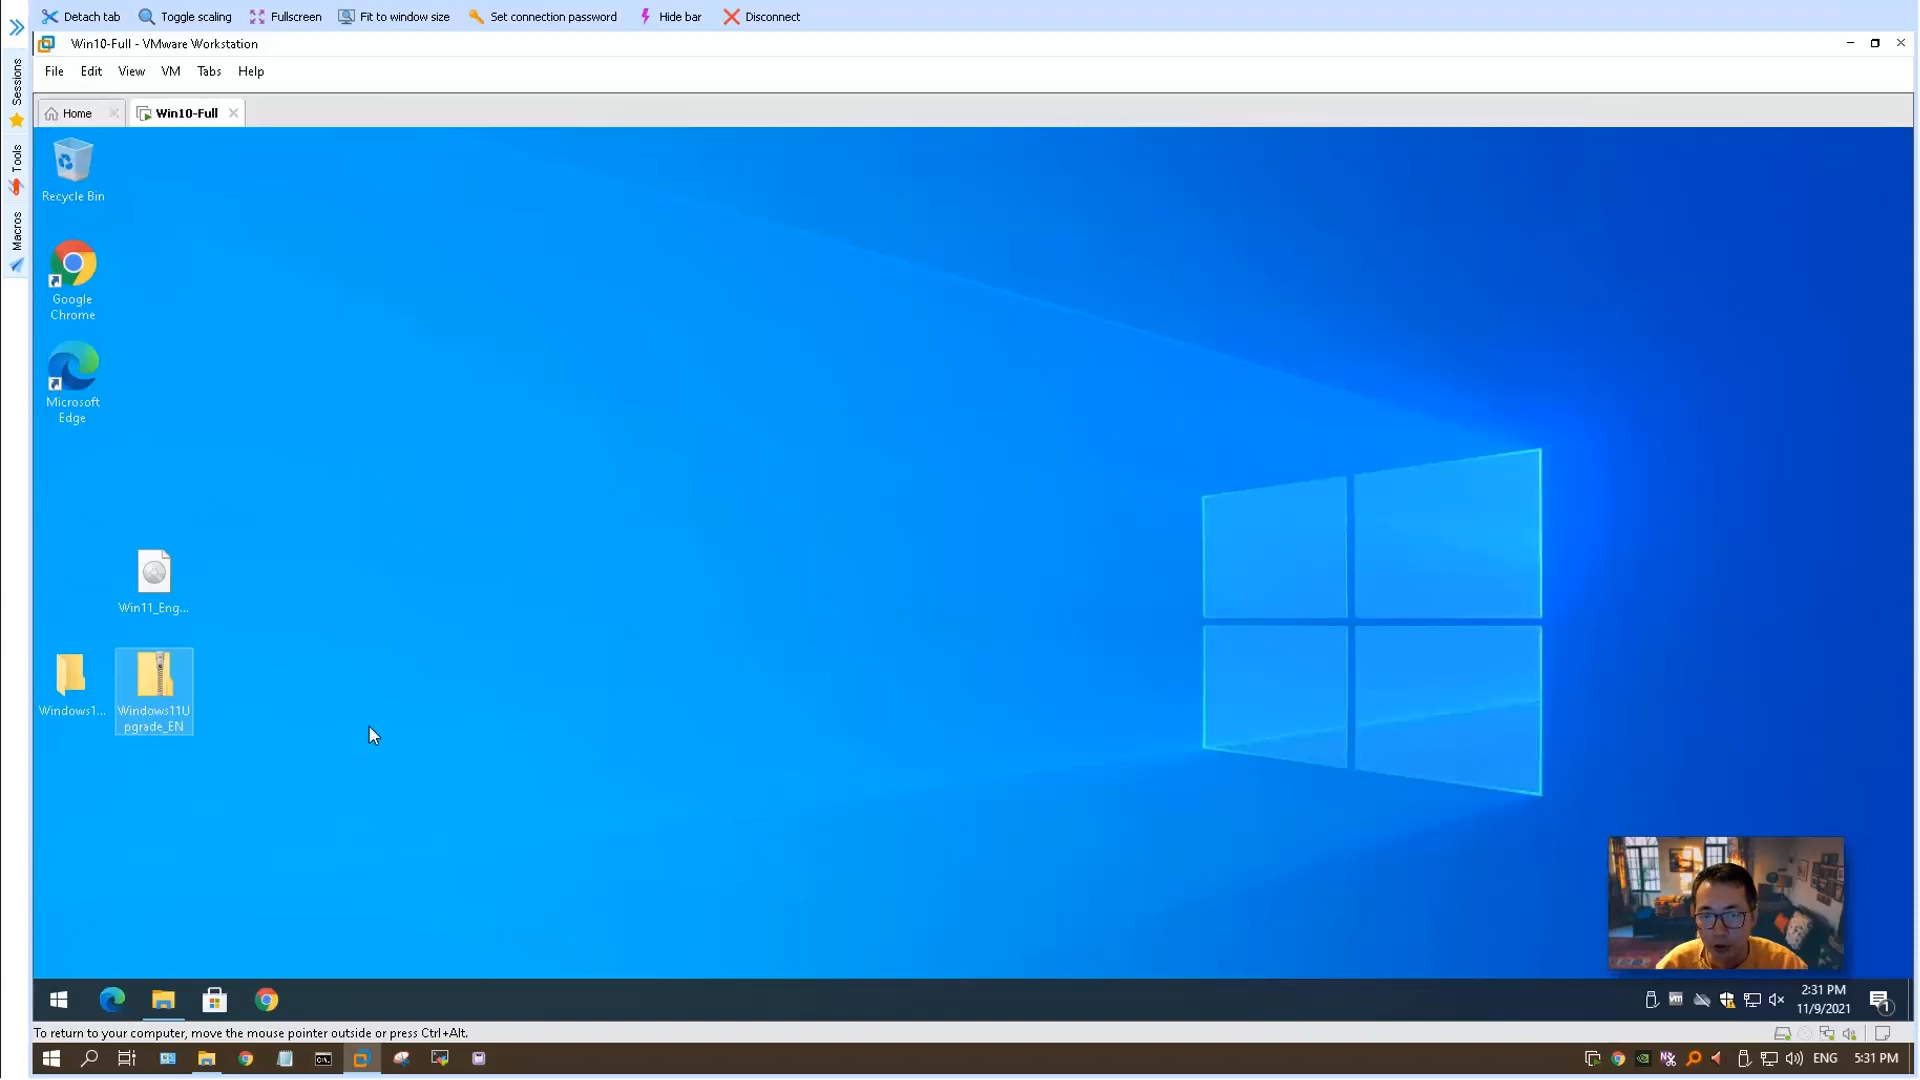 Detach tab
Toggle scaling
Fullscreen
Fit to window size
Set connection password
Hide bar
Disconnect
Sessions
Tools
Macros
Win10-Full - VMware Workstation
File
Edit
View
VM
Tabs
Help
Home
Win10-Full
Recycle Bin
Google
Chrome
Microsoft
Edge
Win11_Eng...
Windows1...
Windows11U
pgrade_EN
2:31 PM
11/9/2021
1
vm
To return to your computer, move the mouse pointer outside or press Ctrl+Alt.
ENG
5:31 PM